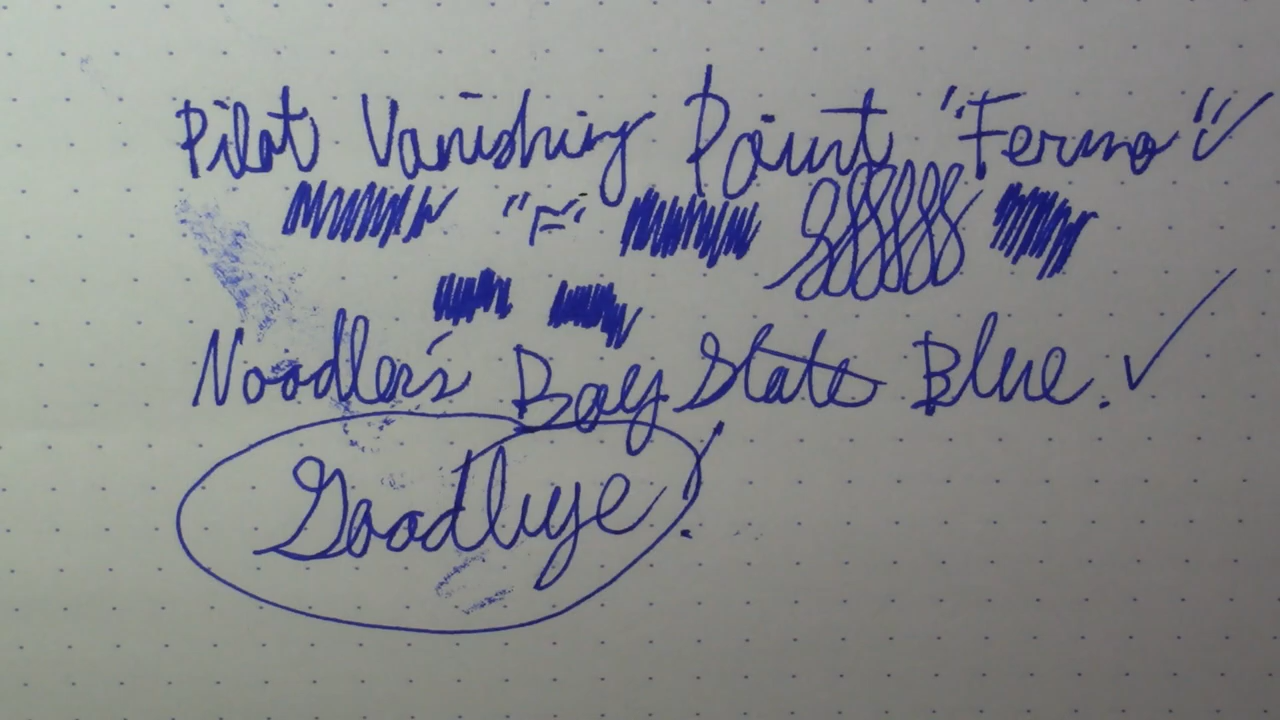 Pilot Vanishing Point "Fermo"
"F"
Noodler's Bay State Blue.
Goodbye!